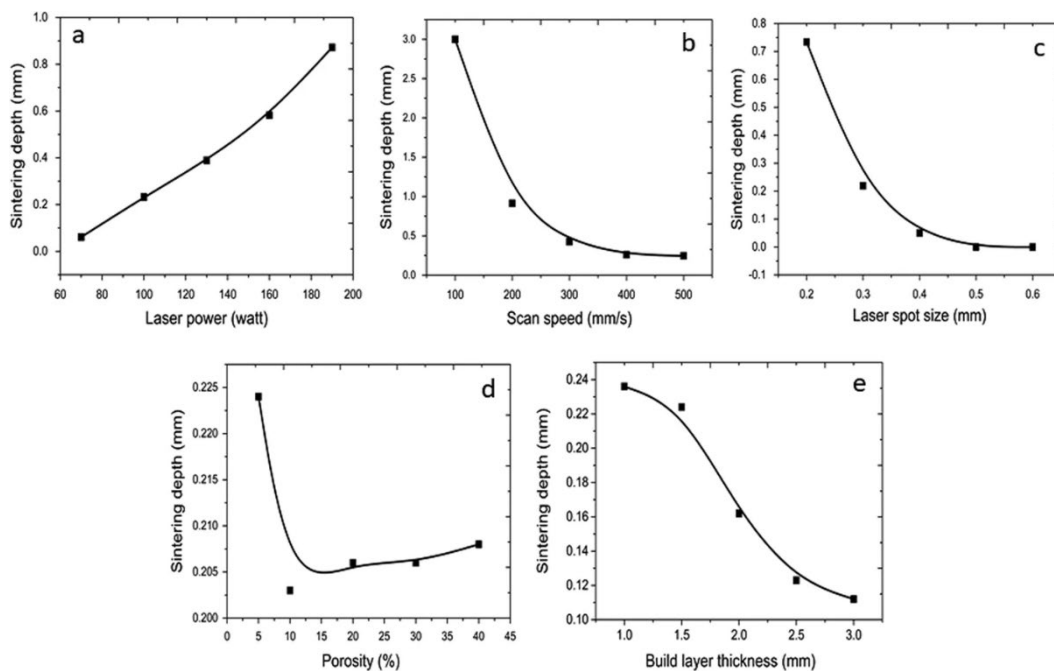 a
1.0
0.8
0.6
0.4
0.2
0.0
Sintering depth (mm)
60 80 100 120 140 160 180 200
Laser power (watt)
b
3.0
2.5
2.0
1.5
1.0
0.5
0.0
Sintering depth (mm)
100 200 300 400 500
Scan speed (mm/s)
c
0.8
0.7
0.6
0.5
0.4
0.3
0.2
0.1
0.0
-0.1
Sintering depth (mm)
0.2 0.3 0.4 0.5 0.6
Laser spot size (mm)
d
0.225
0.220
0.215
0.210
0.205
0.200
Sintering depth (mm)
0 5 10 15 20 25 30 35 40 45
Porosity (%)
e
0.24
0.22
0.20
0.18
0.16
0.14
0.12
0.10
Sintering depth (mm)
1.0 1.5 2.0 2.5 3.0
Build layer thickness (mm)